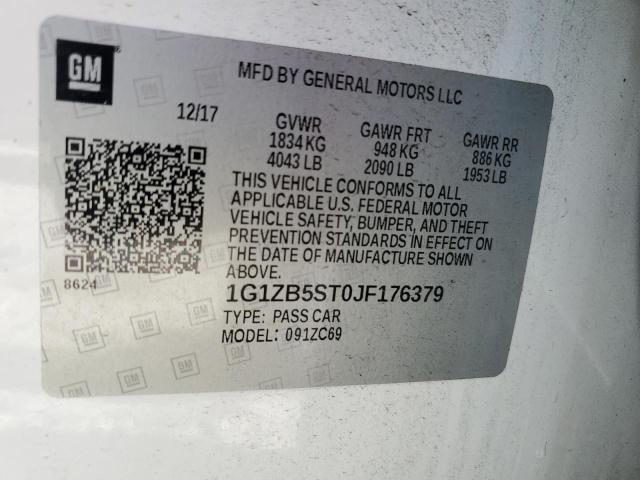 GM
MFD BY GENERAL MOTORS LLC
12/17
GVWR GAWR FRT GAWR RR
1834 KG 948 KG 886 KG
4043 LB 2090 LB 1953 LB
THIS VEHICLE CONFORMS TO ALL
APPLICABLE U.S. FEDERAL MOTOR
VEHICLE SAFETY, BUMPER, AND THEFT
PREVENTION STANDARDS IN EFFECT ON
THE DATE OF MANUFACTURE SHOWN
ABOVE.
8624
1G1ZB5ST0JF176379
TYPE: PASS CAR
MODEL: 091ZC69